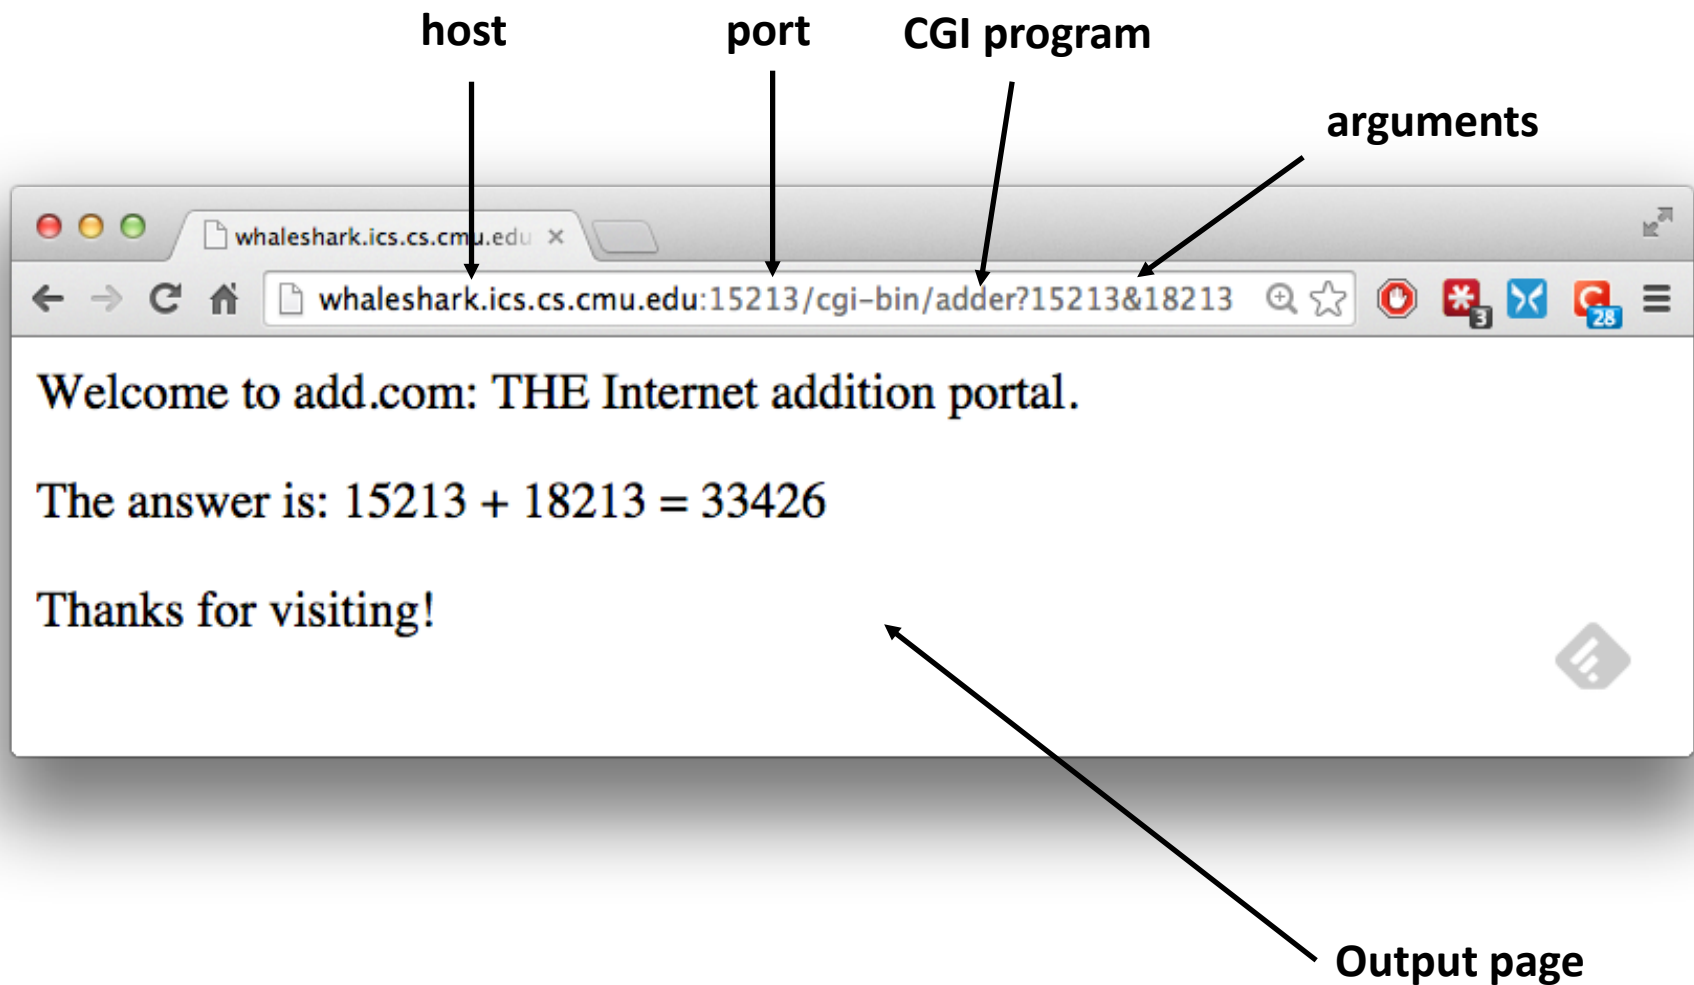 host
port
CGI program
arguments
whaleshark.ics.cs.cmu.edu
whaleshark.ics.cs.cmu.edu:15213/cgi-bin/adder?15213&18213
3
28
Welcome to add.com: THE Internet addition portal.
The answer is: 15213 + 18213 = 33426
Thanks for visiting!
Output page